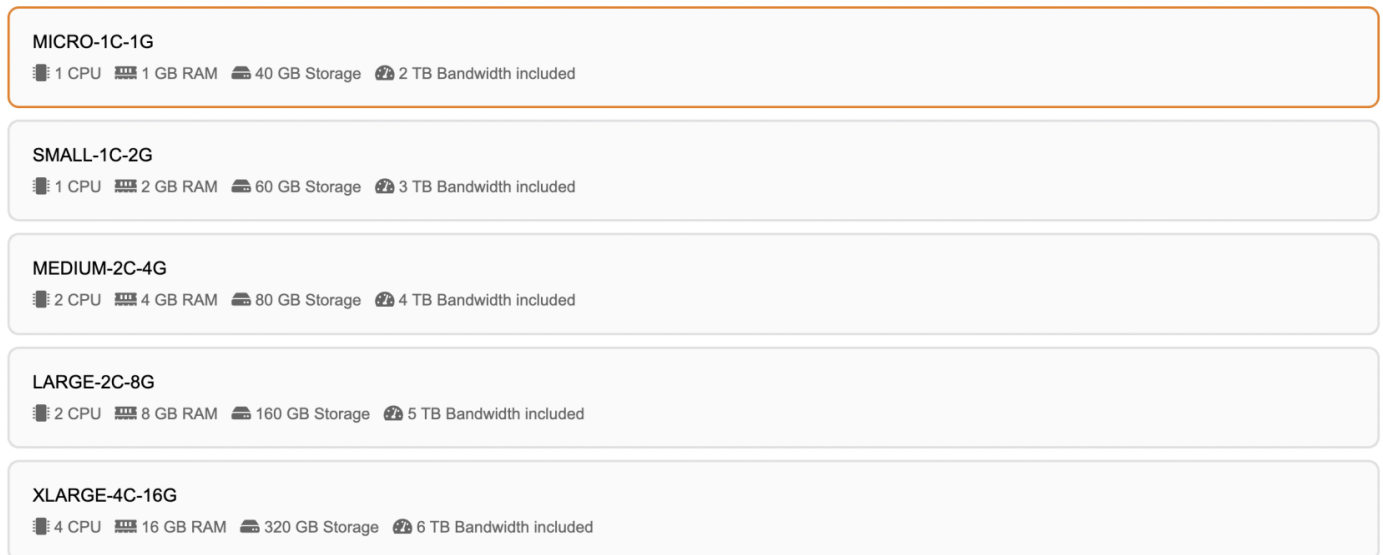 MICRO-1C-1G
1 CPU 1 GB RAM 40 GB Storage 2 TB Bandwidth included
SMALL-1C-2G
1 CPU 2 GB RAM 60 GB Storage 3 TB Bandwidth included
MEDIUM-2C-4G
2 CPU 4 GB RAM 80 GB Storage 4 TB Bandwidth included
LARGE-2C-8G
2 CPU 8 GB RAM 160 GB Storage 5 TB Bandwidth included
XLARGE-4C-16G
4 CPU 16 GB RAM 320 GB Storage 6 TB Bandwidth included